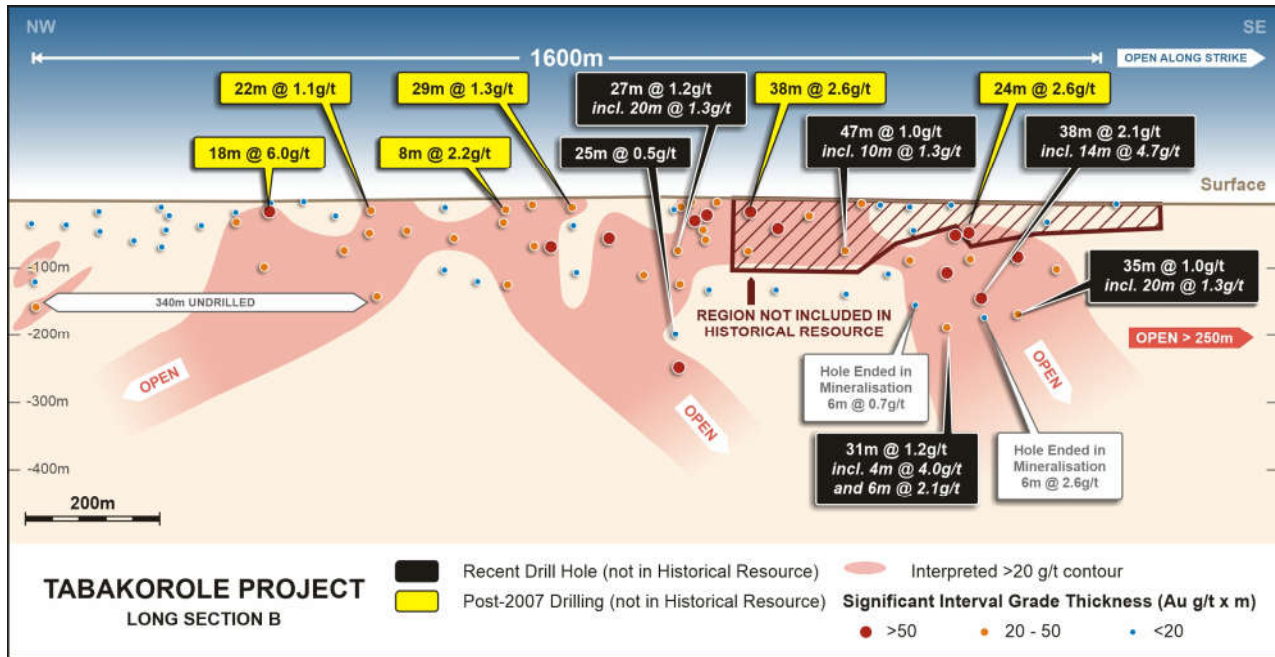 NW
SE
1600m
OPEN ALONG STRIKE
22m @ 1.1g/t
29m @ 1.3g/t
27m @ 1.2g/t
incl. 20m @ 1.3g/t
38m @ 2.6g/t
24m @ 2.6g/t
18m @ 6.0g/t
8m @ 2.2g/t
25m @ 0.5g/t
47m @ 1.0g/t
incl. 10m @ 1.3g/t
38m @ 2.1g/t
incl. 14m @ 4.7g/t
Surface
-100m
35m @ 1.0g/t
incl. 20m @ 1.3g/t
340m UNDRILLED
REGION NOT INCLUDED IN
HISTORICAL RESOURCE
-200m
OPEN > 250m
OPEN
OPEN
OPEN
Hole Ended in
Mineralisation
6m @ 0.7g/t
-300m
31m @ 1.2g/t
incl. 4m @ 4.0g/t
and 6m @ 2.1g/t
Hole Ended in
Mineralisation
6m @ 2.6g/t
-400m
200m
TABAKOROLE PROJECT
LONG SECTION B
Recent Drill Hole (not in Historical Resource)
Post-2007 Drilling (not in Historical Resource)
Interpreted >20 g/t contour
Significant Interval Grade Thickness (Au g/t x m)
>50
20 - 50
<20